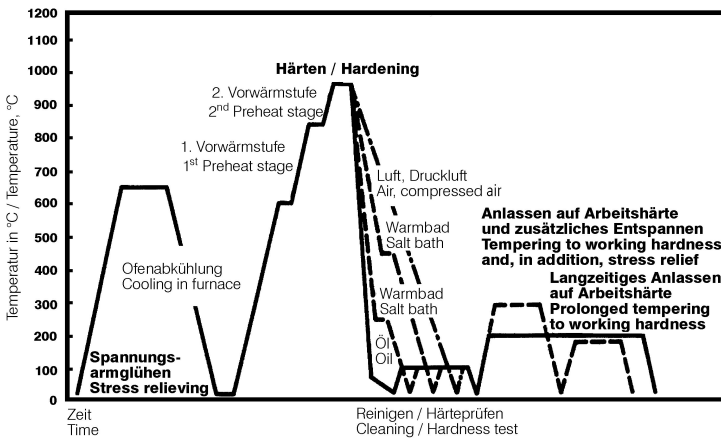 1200
1100
1000
900
800
700
600
500
400
300
200
100
0
Temperatur in °C / Temperature, °C
Härten / Hardening
2. Vorwärmstufe
2nd Preheat stage
1. Vorwärmstufe
1st Preheat stage
Luft, Druckluft
Air, compressed air
Warmbad
Salt bath
Anlassen auf Arbeitshärte
und zusätzliches Entspannen
Tempering to working hardness
and, in addition, stress relief
Ofenabkühlung
Cooling in furnace
Langzeitiges Anlassen
auf Arbeitshärte
Prolonged tempering
to working hardness
Warmbad
Salt bath
Öl
Oil
Spannungs-
armglühen
Stress relieving
Zeit
Time
Reinigen / Härteprüfen
Cleaning / Hardness test